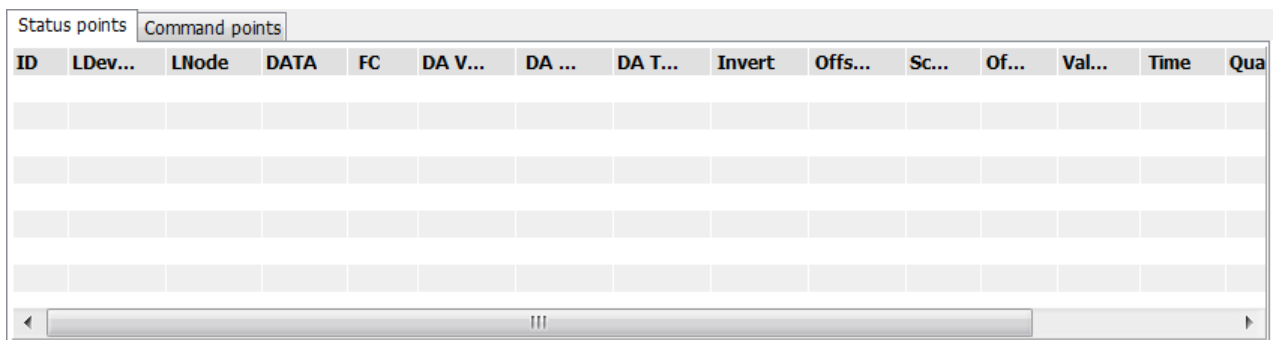 Status points Command points
ID LDev... LNode DATA FC DA V... DA ... DA T... Invert Offs... Sc... Of... Val... Time Qua